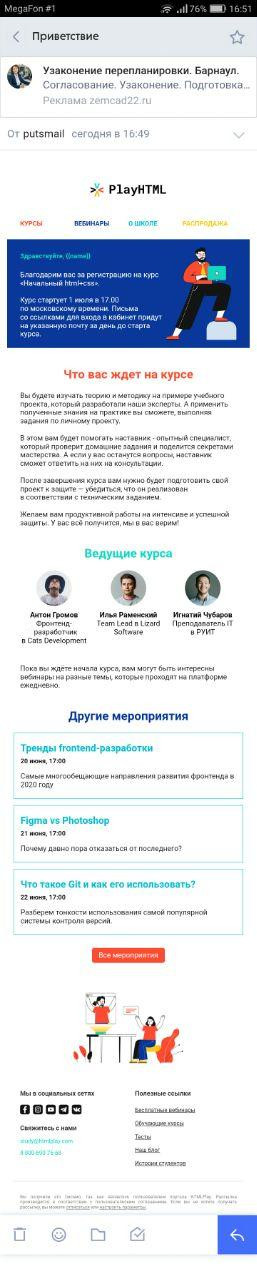 MegaFon #1
76%
16:51
Приветствие
Узаконение перепланировки. Барнаул.
Согласование. Узаконение. Подготовка...
Реклама zemcad22.ru
От putsmail сегодня в 16:49
PlayHTML
КУРСЫ ВЕБИНАРЫ О ШКОЛЕ РАСПРОДАЖА
Здравствуйте, {{name}}
Благодарим вас за регистрацию на курс
«Начальный html+css».
Курс стартует 1 июля в 17.00
по московскому времени. Письма
со ссылками для входа в кабинет придут
на указанную почту за день до старта
курса.
Что вас ждет на курсе
Вы будете изучать теорию и методику на примере учебного
проекта, который разработали наши эксперты. А применить
полученные знания на практике вы сможете, выполняя
задания по личному проекту.
В этом вам будет помогать наставник - опытный специалист,
который проверит домашние задания и поделится секретами
мастерства. А если у вас останутся вопросы, наставник
сможет ответить на них на консультации.
После завершения курса вам нужно будет подготовить свой
проект к защите — убедиться, что он реализован
в соответствии с техническим заданием.
Желаем вам продуктивной работы на интенсиве и успешной
защиты. У вас всё получится, мы в вас верим!
Ведущие курса
Антон Громов
Фронтенд-
разработчик
в Cats Development
Илья Раменский
Team Lead в Lizard
Software
Игнатий Чубаров
Преподаватель IT
в РУИТ
Пока вы ждёте начала курса, вам могут быть интересны
вебинары на разные темы, которые проходят на платформе
ежедневно.
Другие мероприятия
Тренды frontend-разработки
20 июня, 17:00
Самые многообещающие направления развития фронтенда в
2020 году
Figma vs Photoshop
21 июня, 17:00
Почему давно пора отказаться от последнего?
Что такое Git и как его использовать?
22 июня, 17:00
Разберем тонкости использования самой популярной
системы контроля версий.
Все мероприятия
Мы в социальных сетях
Свяжитесь с нами
study@htmlplay.com
Полезные ссылки
Бесплатные вебинары
Обучающие курсы
Тесты
Наш блог
Истории студентов